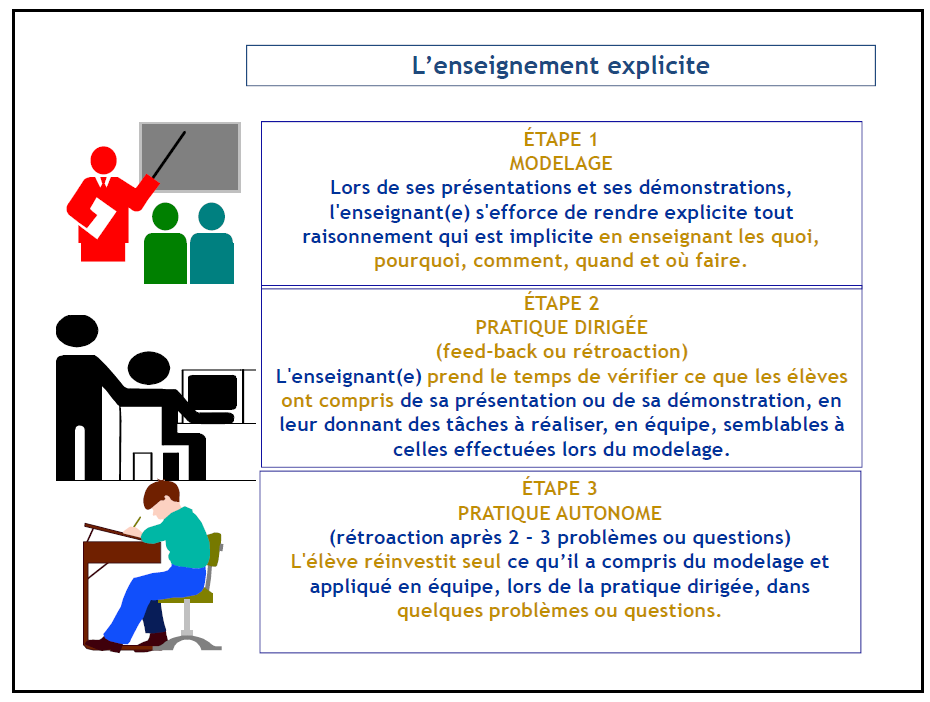 L’enseignement explicite
ÉTAPE 1
MODELAGE
Lors de ses présentations et ses démonstrations,
l'enseignant(e) s'efforce de rendre explicite tout
raisonnement qui est implicite en enseignant les quoi,
pourquoi, comment, quand et où faire.
ÉTAPE 2
PRATIQUE DIRIGÉE
(feed-back ou rétroaction)
L'enseignant(e) prend le temps de vérifier ce que les élèves
ont compris de sa présentation ou de sa démonstration, en
leur donnant des tâches à réaliser, en équipe, semblables à
celles effectuées lors du modelage.
ÉTAPE 3
PRATIQUE AUTONOME
(rétroaction après 2 - 3 problèmes ou questions)
L'élève réinvestit seul ce qu’il a compris du modelage et
appliqué en équipe, lors de la pratique dirigée, dans
quelques problèmes ou questions.